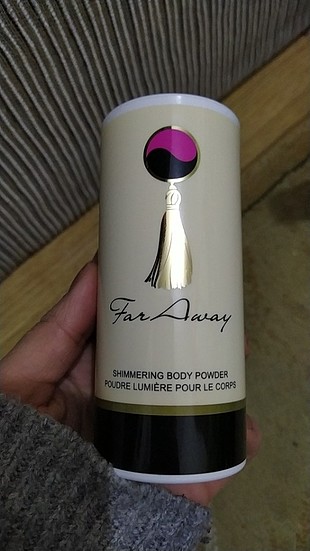 Far Away
SHIMMERING BODY POWDER
POUDRE LUMIÈRE POUR LE CORPS